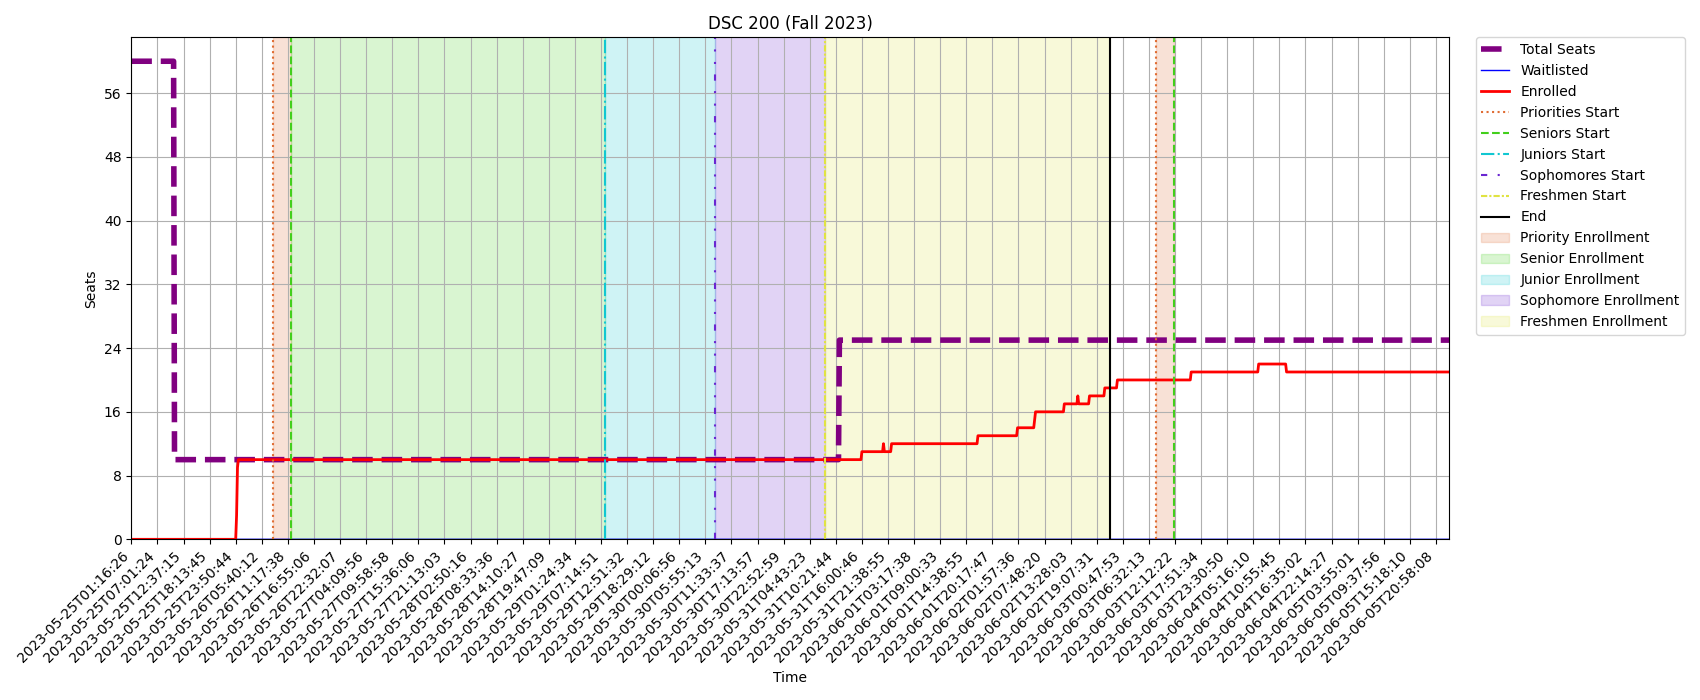 DSC 200 (Fall 2023)
Seats
56
48
40
32
24
16
8
0
2023-05-25T01:16:26
2023-05-25T07:01:24
2023-05-25T12:37:15
2023-05-25T18:13:45
2023-05-25T23:50:44
2023-05-26T05:40:12
2023-05-26T11:17:38
2023-05-26T16:55:06
2023-05-26T22:32:07
2023-05-27T04:09:56
2023-05-27T09:58:58
2023-05-27T15:36:06
2023-05-27T21:13:03
2023-05-28T02:50:16
2023-05-28T08:33:36
2023-05-28T14:10:27
2023-05-28T19:47:09
2023-05-29T01:24:34
2023-05-29T07:14:51
2023-05-29T12:51:32
2023-05-29T18:29:12
2023-05-30T00:06:56
2023-05-30T05:55:13
2023-05-30T11:33:37
2023-05-30T17:13:57
2023-05-30T22:52:59
2023-05-31T04:43:23
2023-05-31T10:21:44
2023-05-31T16:00:46
2023-05-31T21:38:55
2023-06-01T03:17:38
2023-06-01T09:00:33
2023-06-01T14:38:55
2023-06-01T20:17:47
2023-06-02T01:57:36
2023-06-02T07:48:20
2023-06-02T13:28:03
2023-06-02T19:07:31
2023-06-03T00:47:53
2023-06-03T06:32:13
2023-06-03T12:12:22
2023-06-03T17:51:34
2023-06-03T23:30:50
2023-06-04T05:16:10
2023-06-04T10:55:45
2023-06-04T16:35:02
2023-06-04T22:14:27
2023-06-05T03:55:01
2023-06-05T09:37:56
2023-06-05T15:18:10
2023-06-05T20:58:08
Time
Total Seats
Waitlisted
Enrolled
Priorities Start
Seniors Start
Juniors Start
Sophomores Start
Freshmen Start
End
Priority Enrollment
Senior Enrollment
Junior Enrollment
Sophomore Enrollment
Freshmen Enrollment